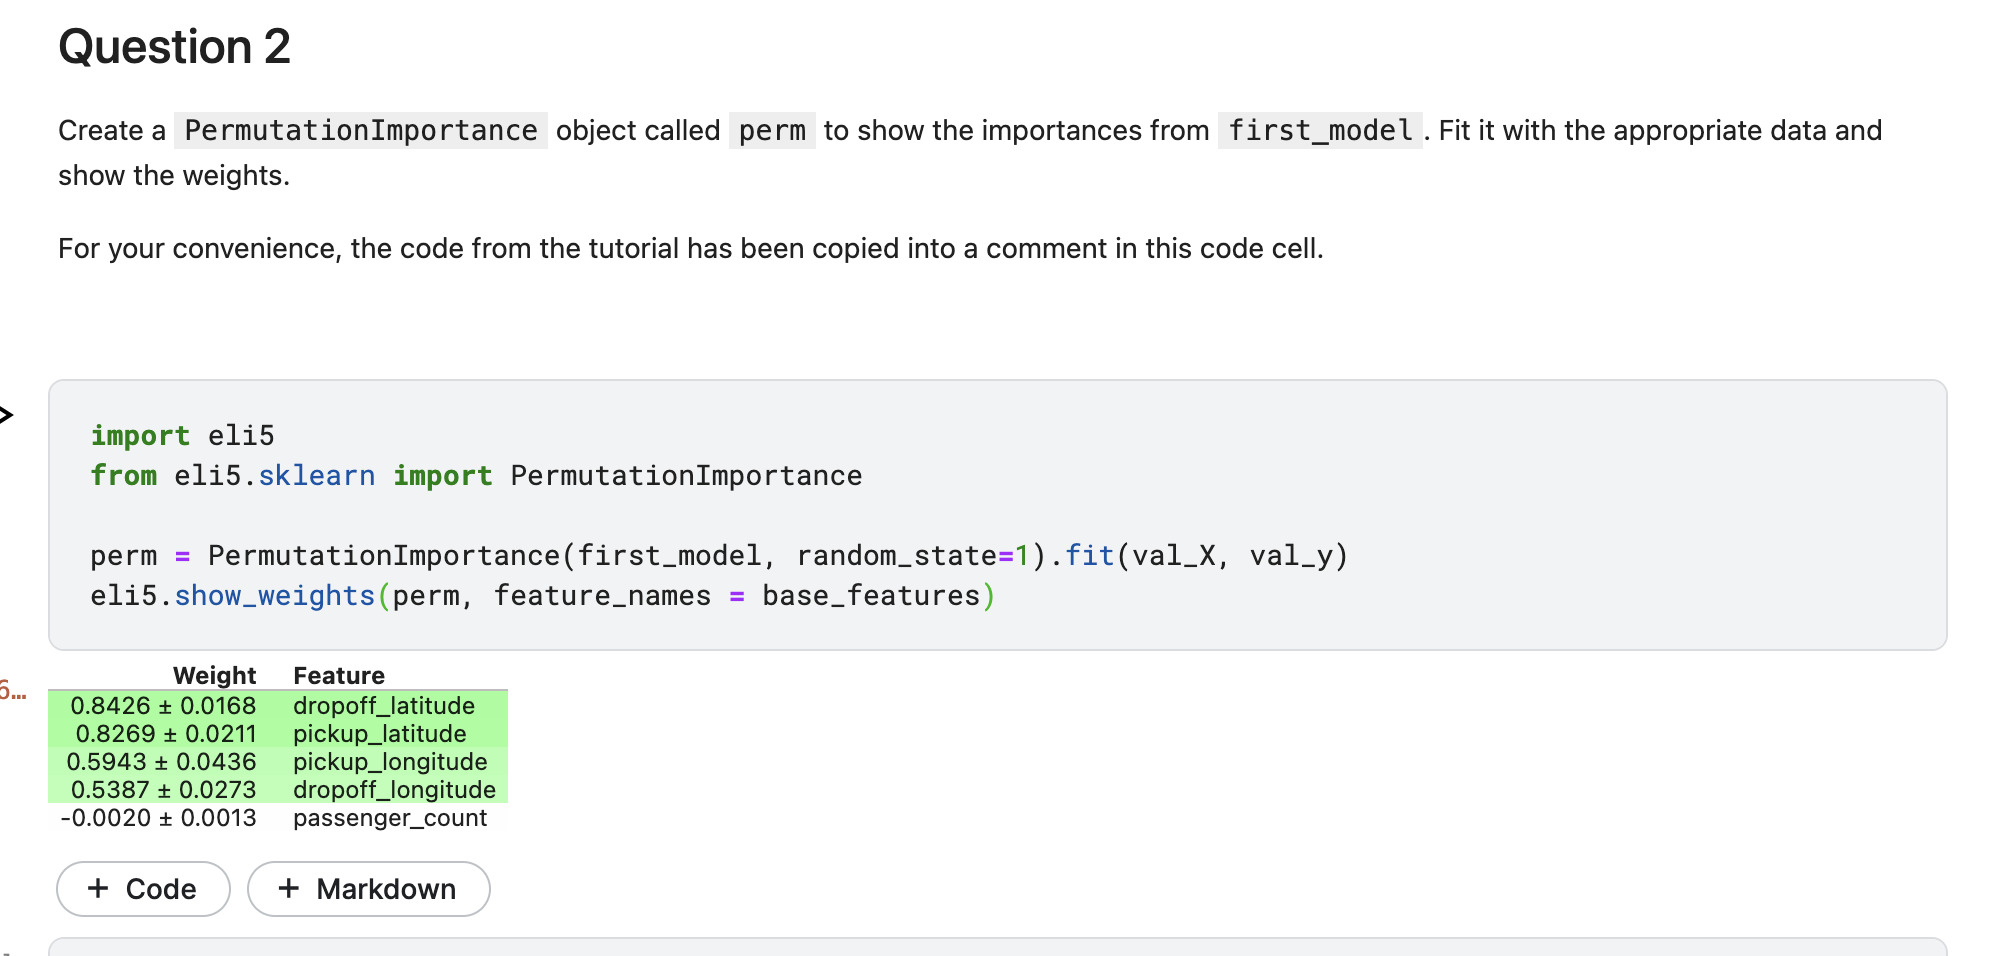 Question 2
Create a PermutationImportance object called perm to show the importances from first_model. Fit it with the appropriate data and
show the weights.
For your convenience, the code from the tutorial has been copied into a comment in this code cell.
import eli5
from eli5.sklearn import PermutationImportance
perm = PermutationImportance(first_model, random_state=1).fit(val_X, val_y)
eli5.show_weights(perm, feature_names = base_features)
6…
Weight Feature
0.8426 ± 0.0168 dropoff_latitude
0.8269 ± 0.0211 pickup_latitude
0.5943 ± 0.0436 pickup_longitude
0.5387 ± 0.0273 dropoff_longitude
-0.0020 ± 0.0013 passenger_count
+ Code + Markdown